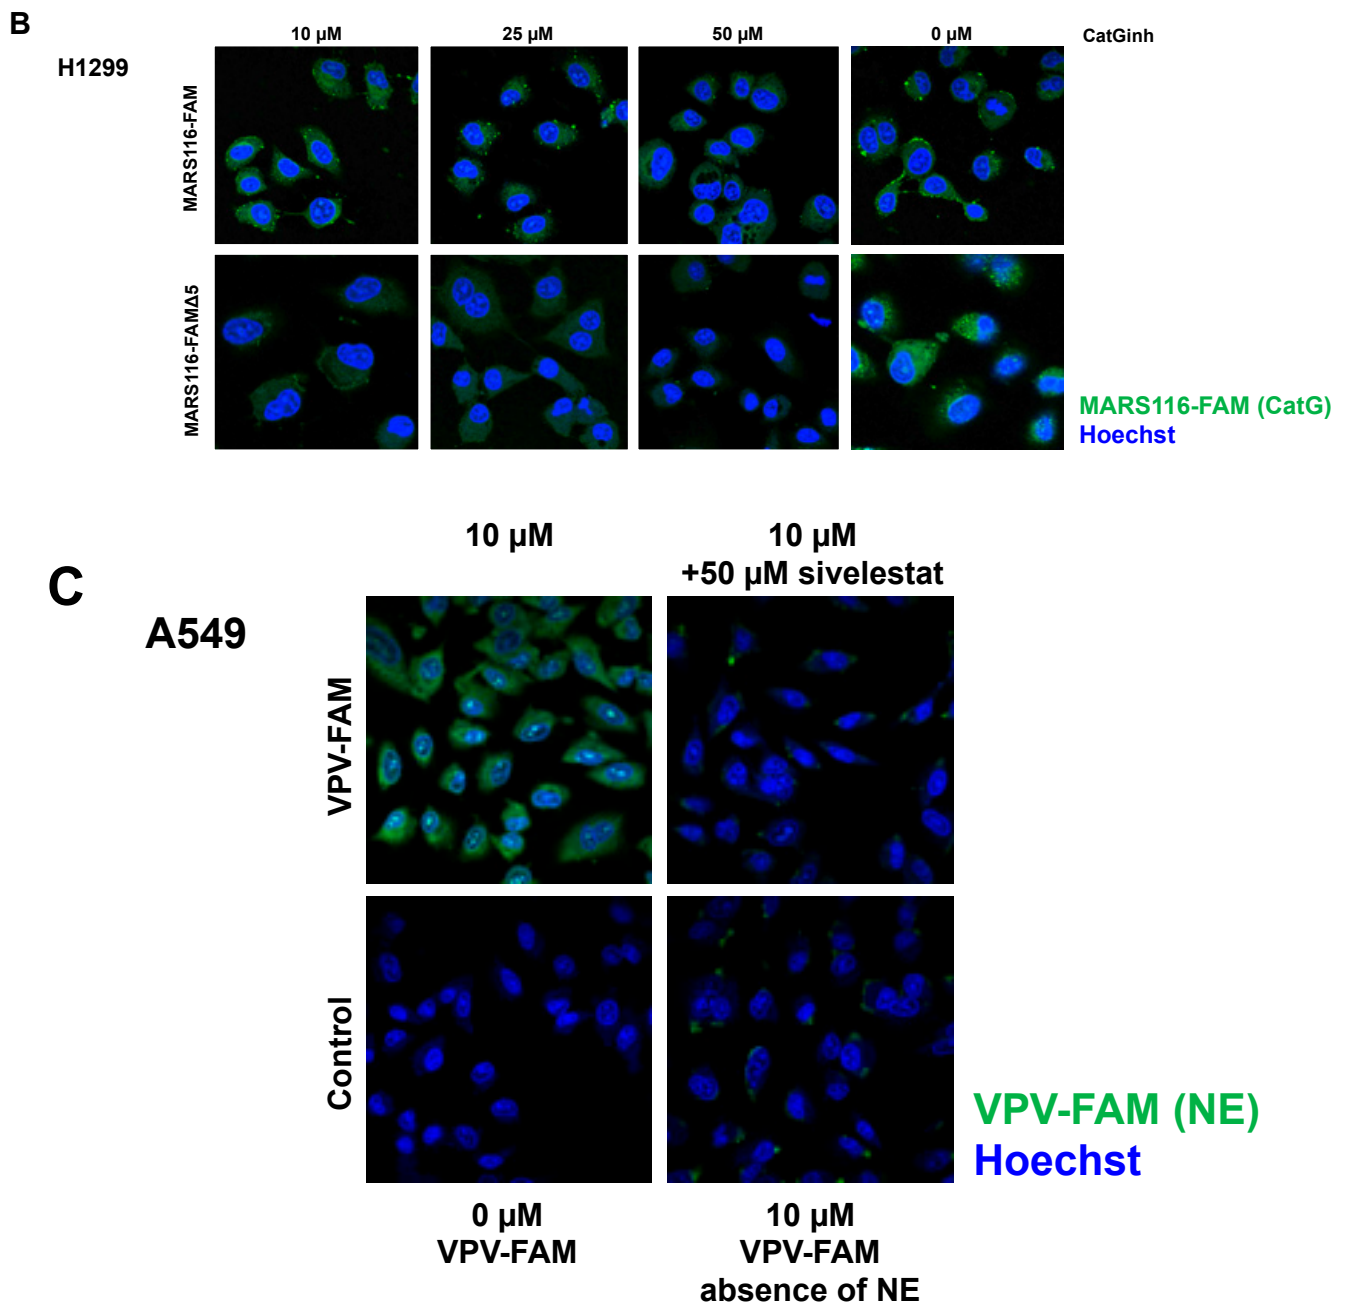 B
10 µM 25 µM 50 µM 0 µM CatGinh
H1299
MARS116-FAM
MARS116-FAMΔ5
MARS116-FAM (CatG)
Hoechst
10 µM 10 µM
+50 µM sivelestat
C
A549
VPV-FAM
Control
VPV-FAM (NE)
Hoechst
0 µM 10 µM
VPV-FAM VPV-FAM
absence of NE